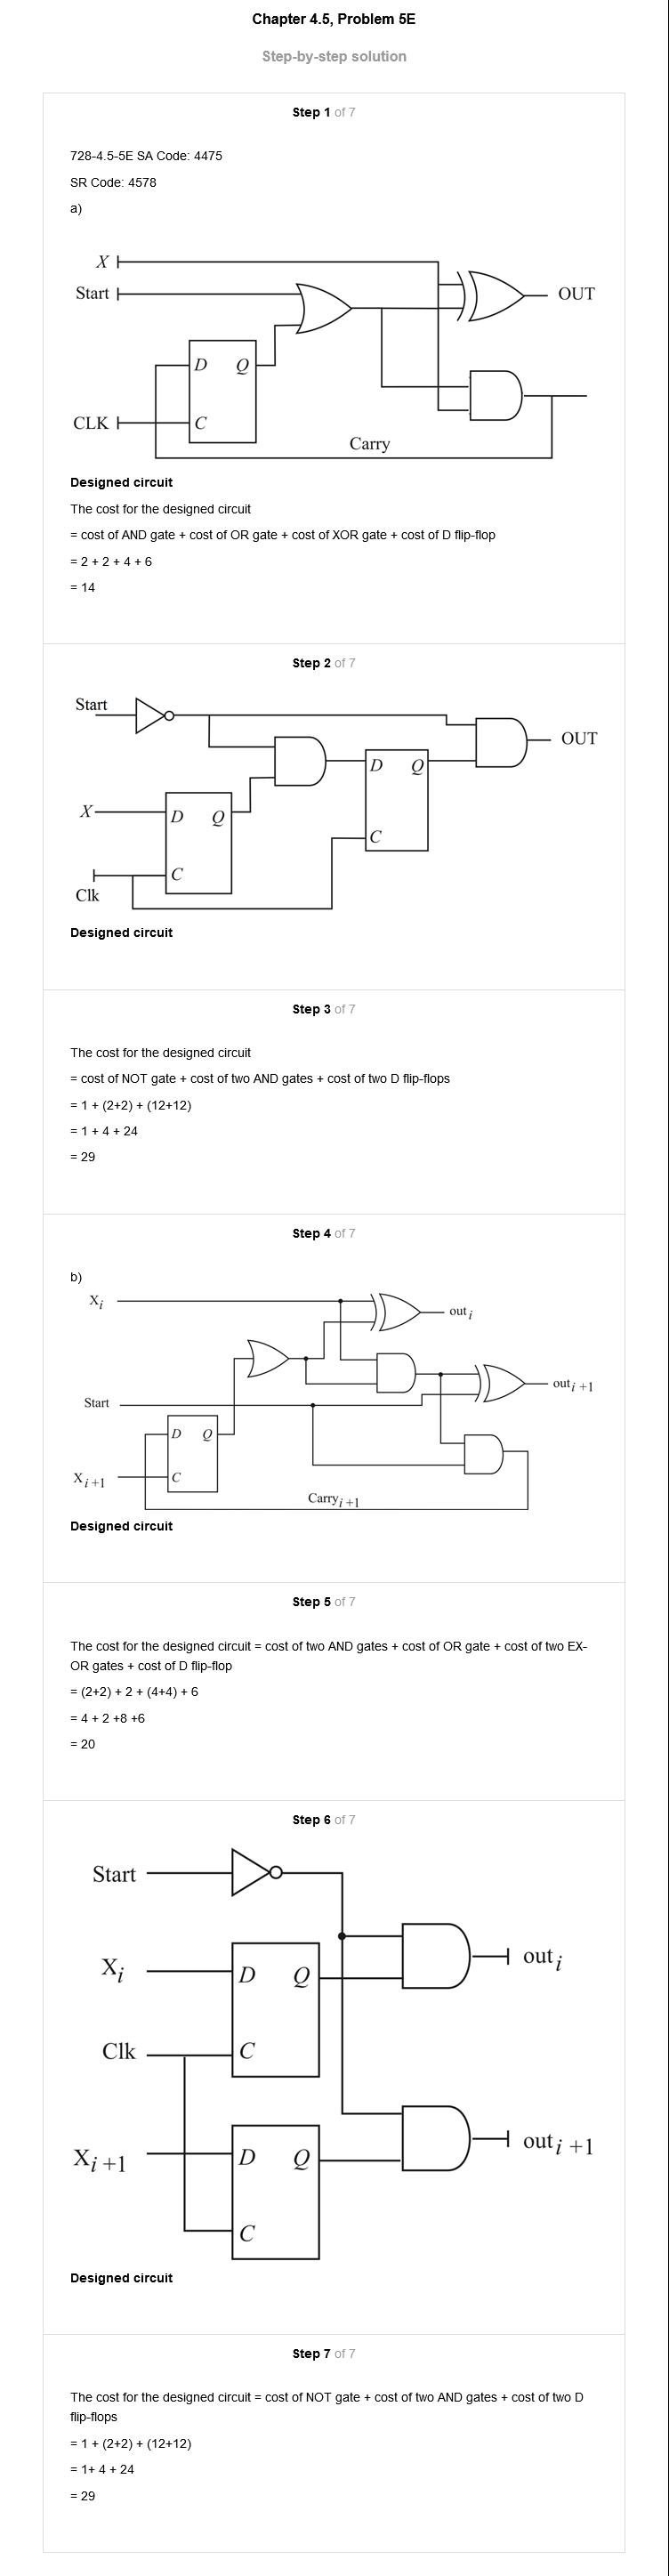 Chapter 4.5, Problem 5E
Step-by-step solution
Step 1 of 7
728-4.5-5E SA Code: 4475
SR Code: 4578
a)
X
Start
OUT
D Q
CLK
C
Carry
Designed circuit
The cost for the designed circuit
= cost of AND gate + cost of OR gate + cost of XOR gate + cost of D flip-flop
= 2 + 2 + 4 + 6
= 14
Step 2 of 7
Start
OUT
D Q
X
D Q
C
C
Clk
Designed circuit
Step 3 of 7
The cost for the designed circuit
= cost of NOT gate + cost of two AND gates + cost of two D flip-flops
= 1 + (2+2) + (12+12)
= 1 + 4 + 24
= 29
Step 4 of 7
b)
Xi
out i
out i +1
Start
D Q
X i +1
C
Carry i +1
Designed circuit
Step 5 of 7
The cost for the designed circuit = cost of two AND gates + cost of OR gate + cost of two EX-
OR gates + cost of D flip-flop
= (2+2) + 2 + (4+4) + 6
= 4 + 2 +8 +6
= 20
Step 6 of 7
Start
out i
Xi
D Q
Clk
C
out i +1
Xi +1
D Q
C
Designed circuit
Step 7 of 7
The cost for the designed circuit = cost of NOT gate + cost of two AND gates + cost of two D
flip-flops
= 1 + (2+2) + (12+12)
= 1+ 4 + 24
= 29